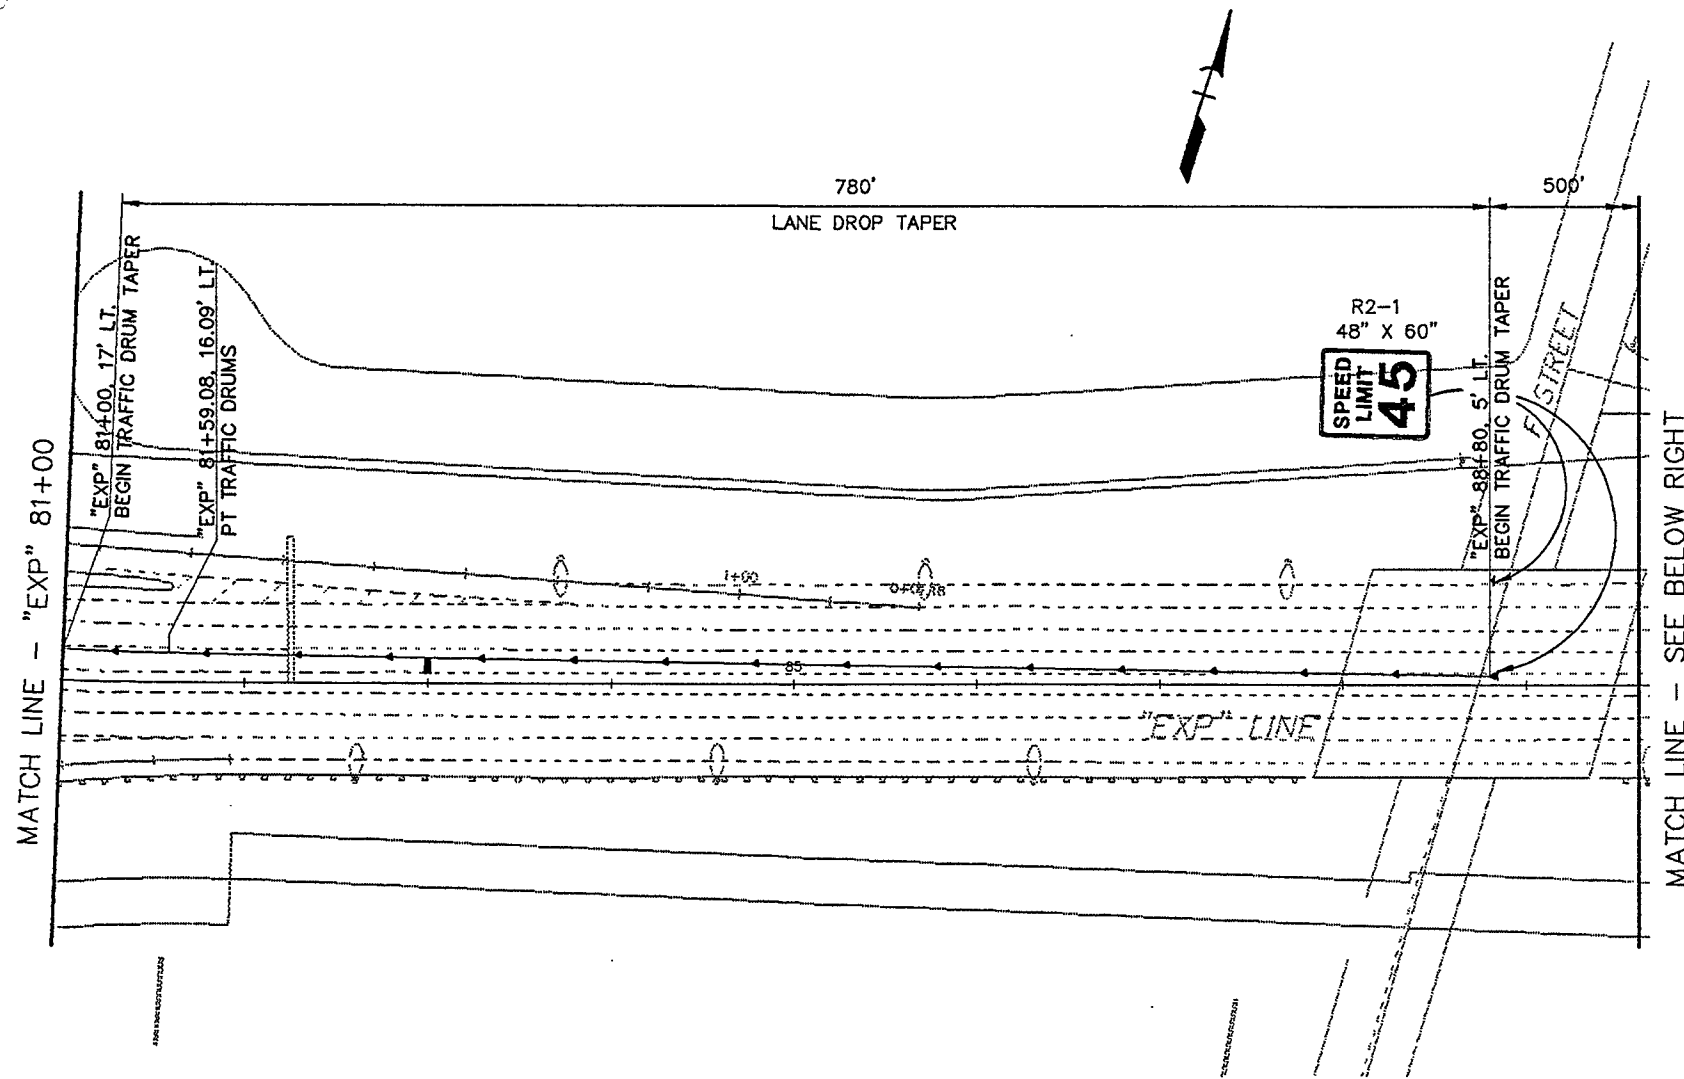 780'
500'
LANE DROP TAPER
MATCH LINE - "EXP" 81+00
"EXP" 81+00, 17' LT.
BEGIN TRAFFIC DRUM TAPER
"EXP" 81+59.08, 16.09' LT.
PT TRAFFIC DRUMS
R2-1
48" X 60"
SPEED
LIMIT
45
"EXP" 88+80, 5' LT.
BEGIN TRAFFIC DRUM TAPER
F STREET
1+00
85
"EXP" LINE
MATCH LINE - SEE BELOW RIGHT